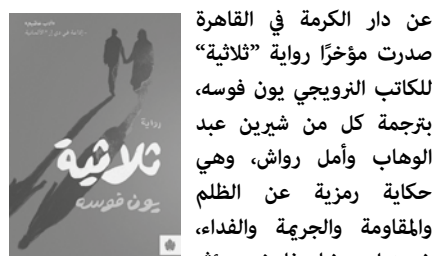 عن دار الكرمة في القاهرة
صدرت مؤخرًا رواية ”ثلاثية“
للكاتب النرويجي يون فوسه،
بترجمة كل من شيرين عبد
الوهاب وأمل رواش، وهي
حكاية رمزية عن الظلم
والمقاومة والجريمة والفداء،
رواية
ثلاثية
يون فوسه